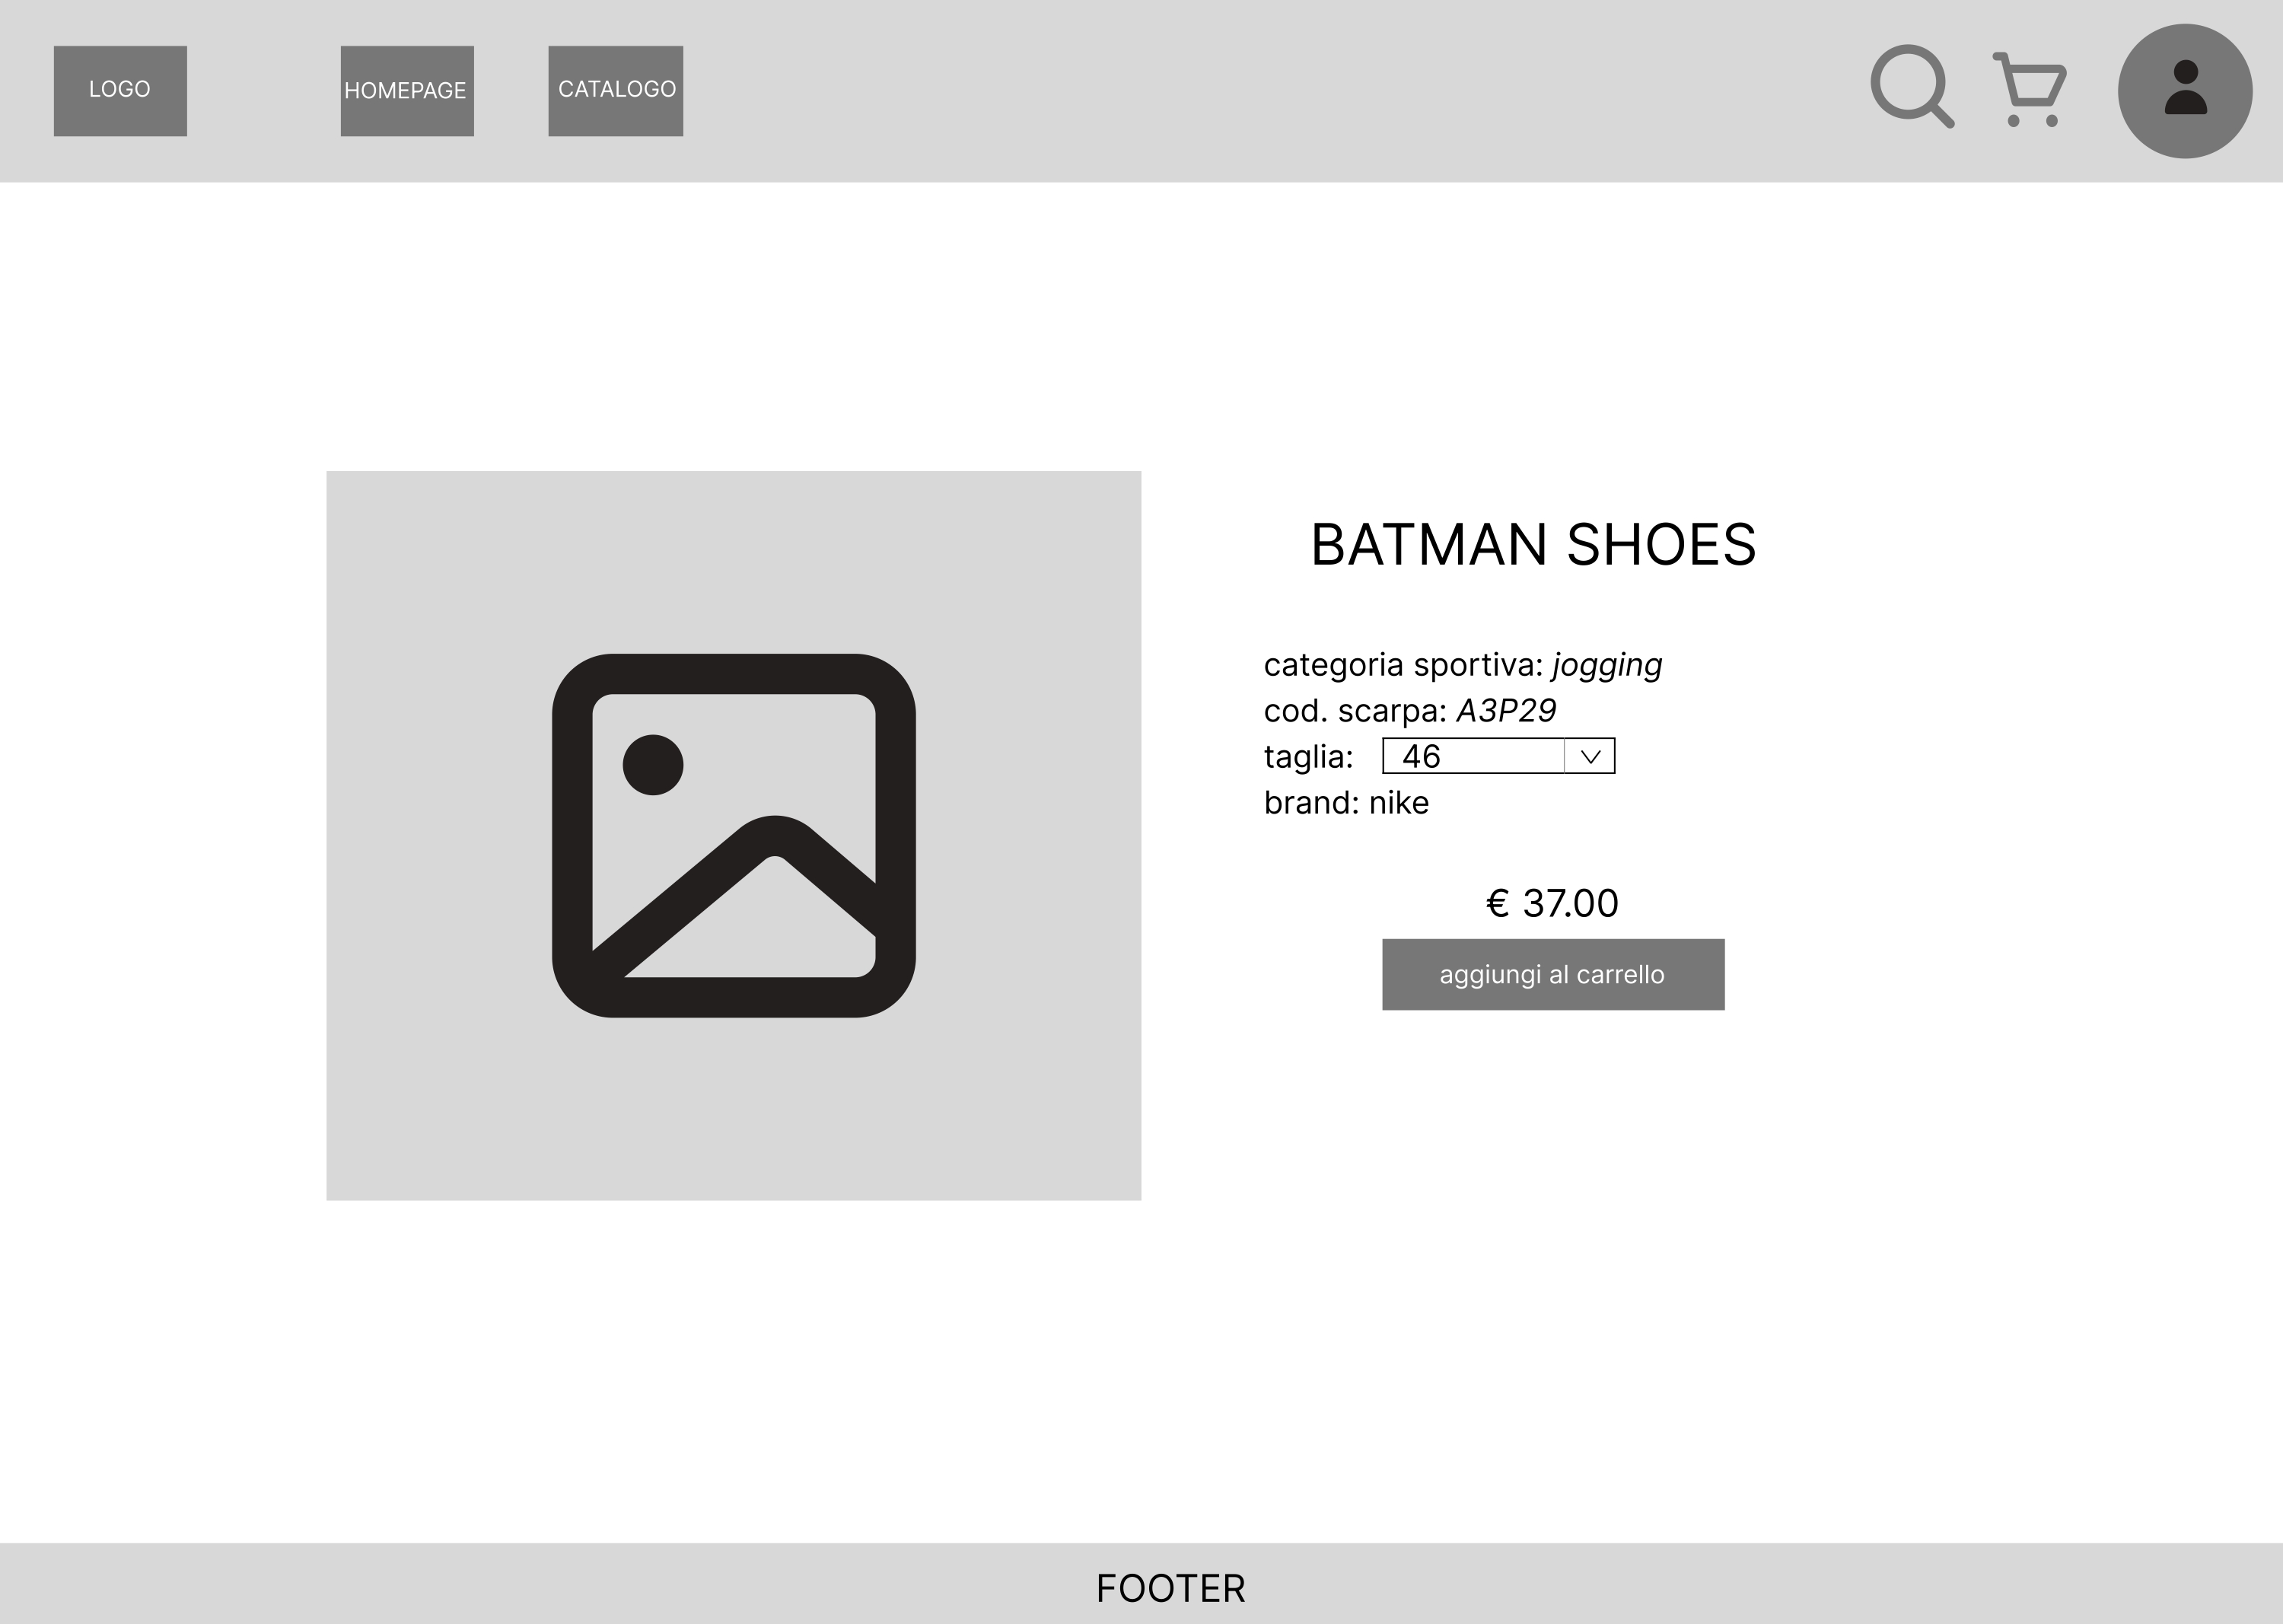 LOGO
HOMEPAGE
CATALOGO
BATMAN SHOES
categoria sportiva: jogging
cod. scarpa: A3P29
taglia: 46
brand: nike
€ 37.00
aggiungi al carrello
FOOTER